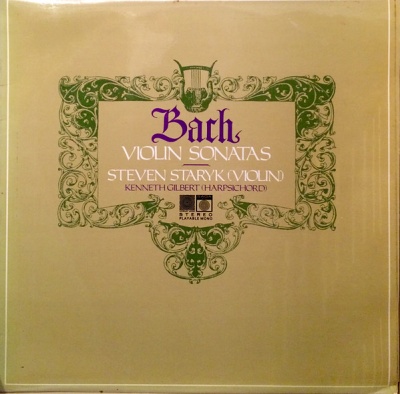 Bach
VIOLIN SONATAS
STEVEN STARYK (VIOLIN)
KENNETH GILBERT (HARPSICHORD)
STEREO
PLAYABLE MONO